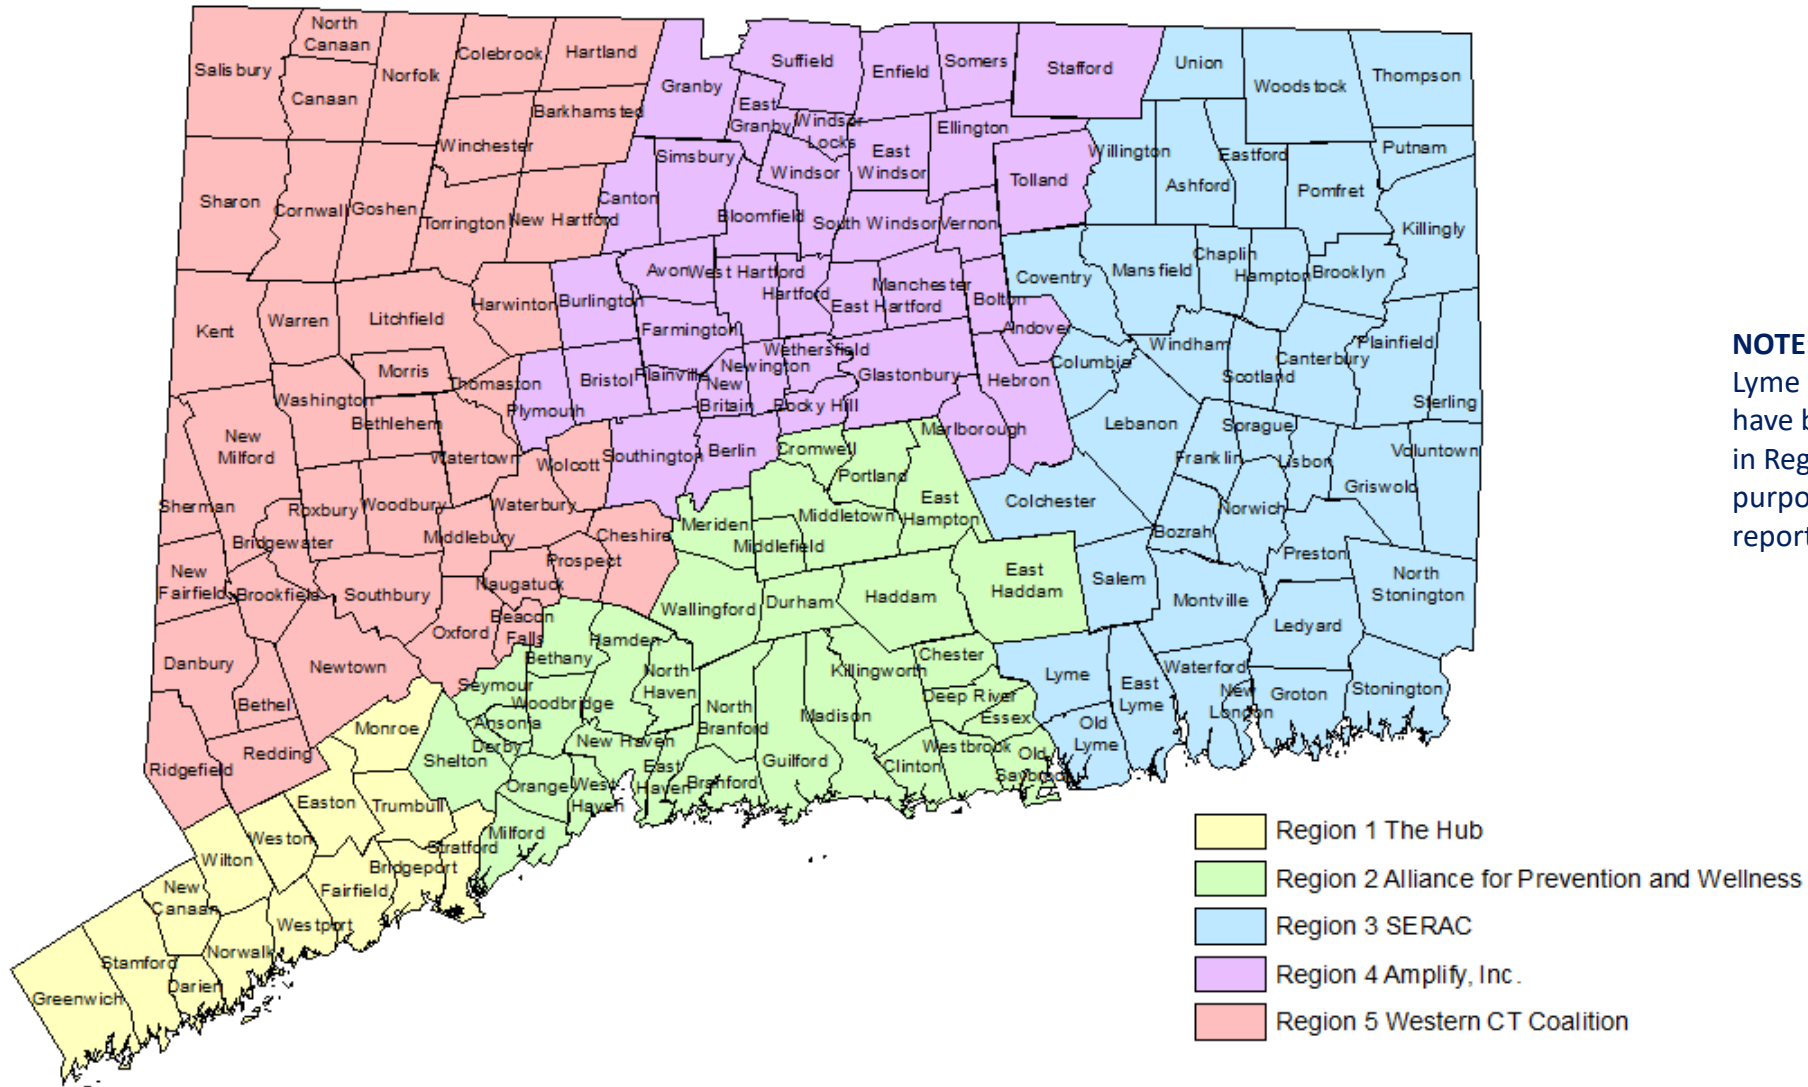 North
Canaan
Colebrook
Hartland
Salisbury
Norfolk
Canaan
Barkhamsted
Winchester
Sharon
Cornwall
Goshen
Torrington
New Hartford
Granby
Suffield
Enfield
Somers
Stafford
East
Granby
Windsor
Locks
Ellington
East
Windsor
Simsbury
Windsor
Tolland
Canton
Bloomfield
South Windsor
Vernon
Union
Woodstock
Thompson
Willington
Eastford
Putnam
Ashford
Pomfret
Killingly
Kent
Warren
Litchfield
Harwinton
Burlington
Avon
West Hartford
Hartford
Manchester
East Hartford
Bolton
Andover
Coventry
Mansfield
Chaplin
Hampton
Brooklyn
Farmington
Morris
Thomaston
Washington
Bethlehem
Plymouth
Bristol
Plainville
New
Britain
Newington
Wethersfield
Rocky Hill
Glastonbury
Hebron
Columbia
Windham
Scotland
Canterbury
Plainfield
Sterling
New
Milford
Watertown
Wolcott
Southington
Berlin
Cromwell
Marlborough
Lebanon
Sprague
Franklin
Lisbon
Voluntown
Griswold
Sherman
Roxbury
Woodbury
Waterbury
Portland
East
Hampton
Colchester
Norwich
Bridgewater
Middlebury
Cheshire
Meriden
Middletown
Middlefield
Bozrah
Preston
New
Fairfield
Brookfield
Southbury
Naugatuck
Prospect
Wallingford
Durham
Haddam
East
Haddam
Salem
Montville
North
Stonington
Oxford
Beacon
Falls
Hamden
Ledyard
Danbury
Newtown
Bethany
Seymour
Woodbridge
North
Haven
Killingworth
Chester
Lyme
Waterford
Bethel
Monroe
Ansonia
Derby
North
Branford
Madison
Deep River
Essex
East
Lyme
New
London
Groton
Stonington
Ridgefield
Redding
Shelton
New Haven
Guilford
Westbrook
Old
Saybrook
Old
Lyme
Easton
Trumbull
Orange
West
Haven
East
Haven
Branford
Clinton
Weston
Wilton
Stratford
Milford
Bridgeport
Fairfield
New
Canaan
Westport
Norwalk
Stamford
Darien
Greenwich
NOTE
Lyme
have b
in Reg
purpo
report
Region 1 The Hub
Region 2 Alliance for Prevention and Wellness
Region 3 SERAC
Region 4 Amplify, Inc.
Region 5 Western CT Coalition